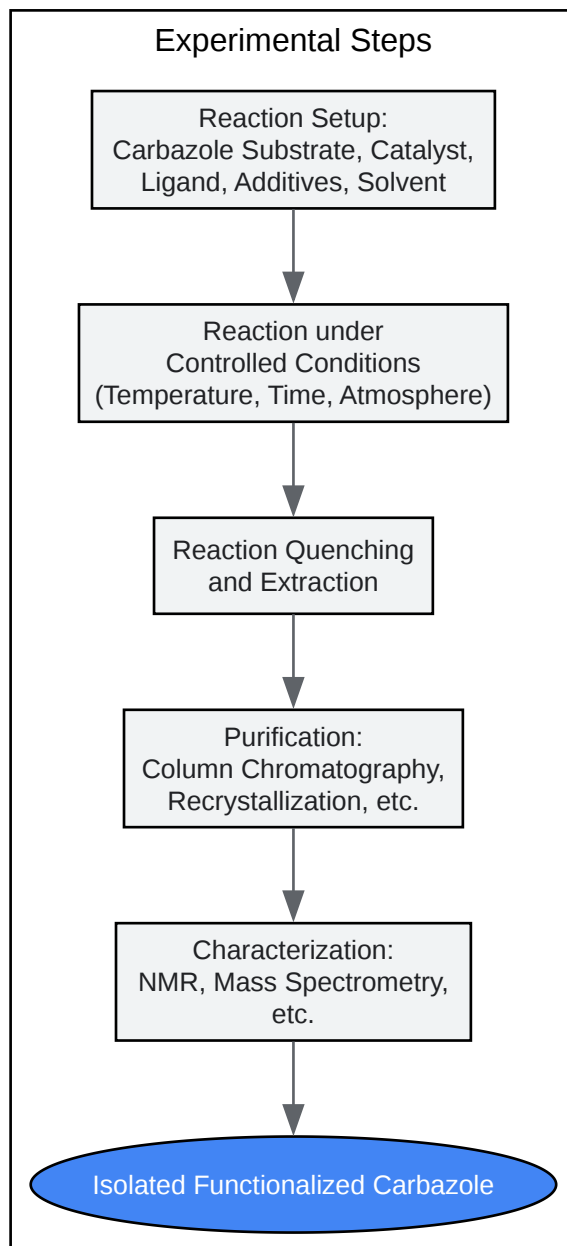 Experimental Steps
Reaction Setup:
Carbazole Substrate, Catalyst,
Ligand, Additives, Solvent
Reaction under
Controlled Conditions
(Temperature, Time, Atmosphere)
Reaction Quenching
and Extraction
Purification:
Column Chromatography,
Recrystallization, etc.
Characterization:
NMR, Mass Spectrometry,
etc.
Isolated Functionalized Carbazole